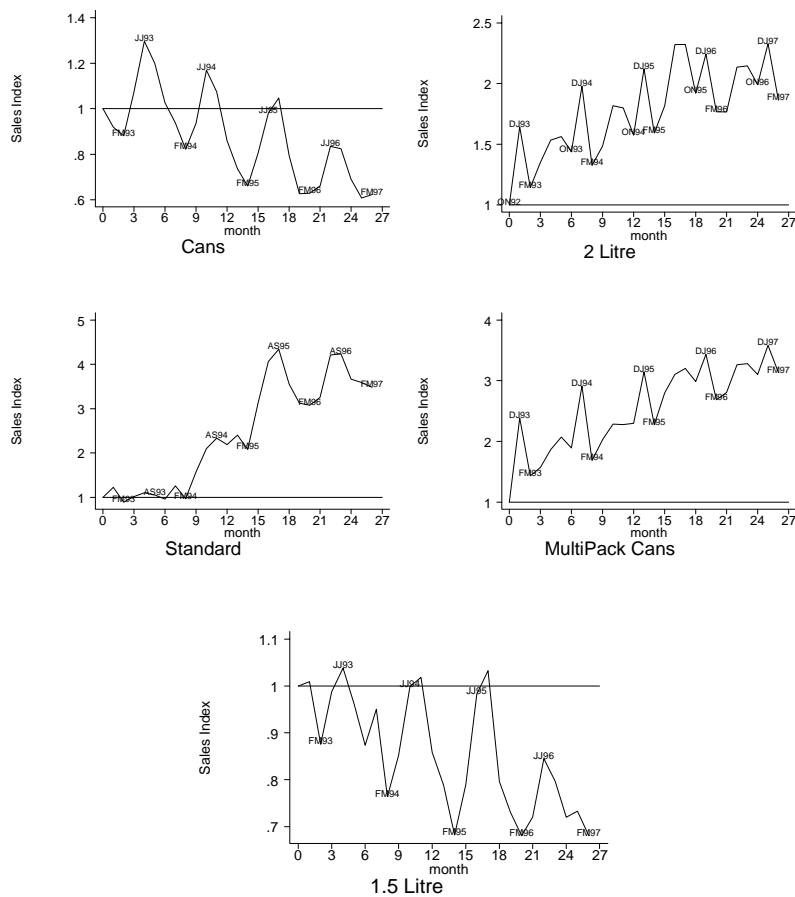 1.4
1.2
1
.8
.6
Sales Index
JJ93
JJ94
JJ95
JJ96
FM93
FM94
FM95
FM96
FM97
0 3 6 9 12 15 18 21 24 27
month
Cans
2.5
2
1.5
1
Sales Index
DJ93
DJ94
DJ95
DJ96
DJ97
ON92
ON93
ON94
ON95
ON96
FM93
FM94
FM95
FM96
FM97
0 3 6 9 12 15 18 21 24 27
month
2 Litre
5
4
3
2
1
Sales Index
AS93
AS94
AS95
AS96
FM93
FM94
FM95
FM96
FM97
0 3 6 9 12 15 18 21 24 27
month
Standard
4
3
2
1
Sales Index
DJ93
DJ94
DJ95
DJ96
DJ97
FM93
FM94
FM95
FM96
FM97
0 3 6 9 12 15 18 21 24 27
month
MultiPack Cans
1.1
1
.9
.8
.7
Sales Index
JJ93
JJ94
JJ95
JJ96
FM93
FM94
FM95
FM96
FM97
0 3 6 9 12 15 18 21 24 27
month
1.5 Litre